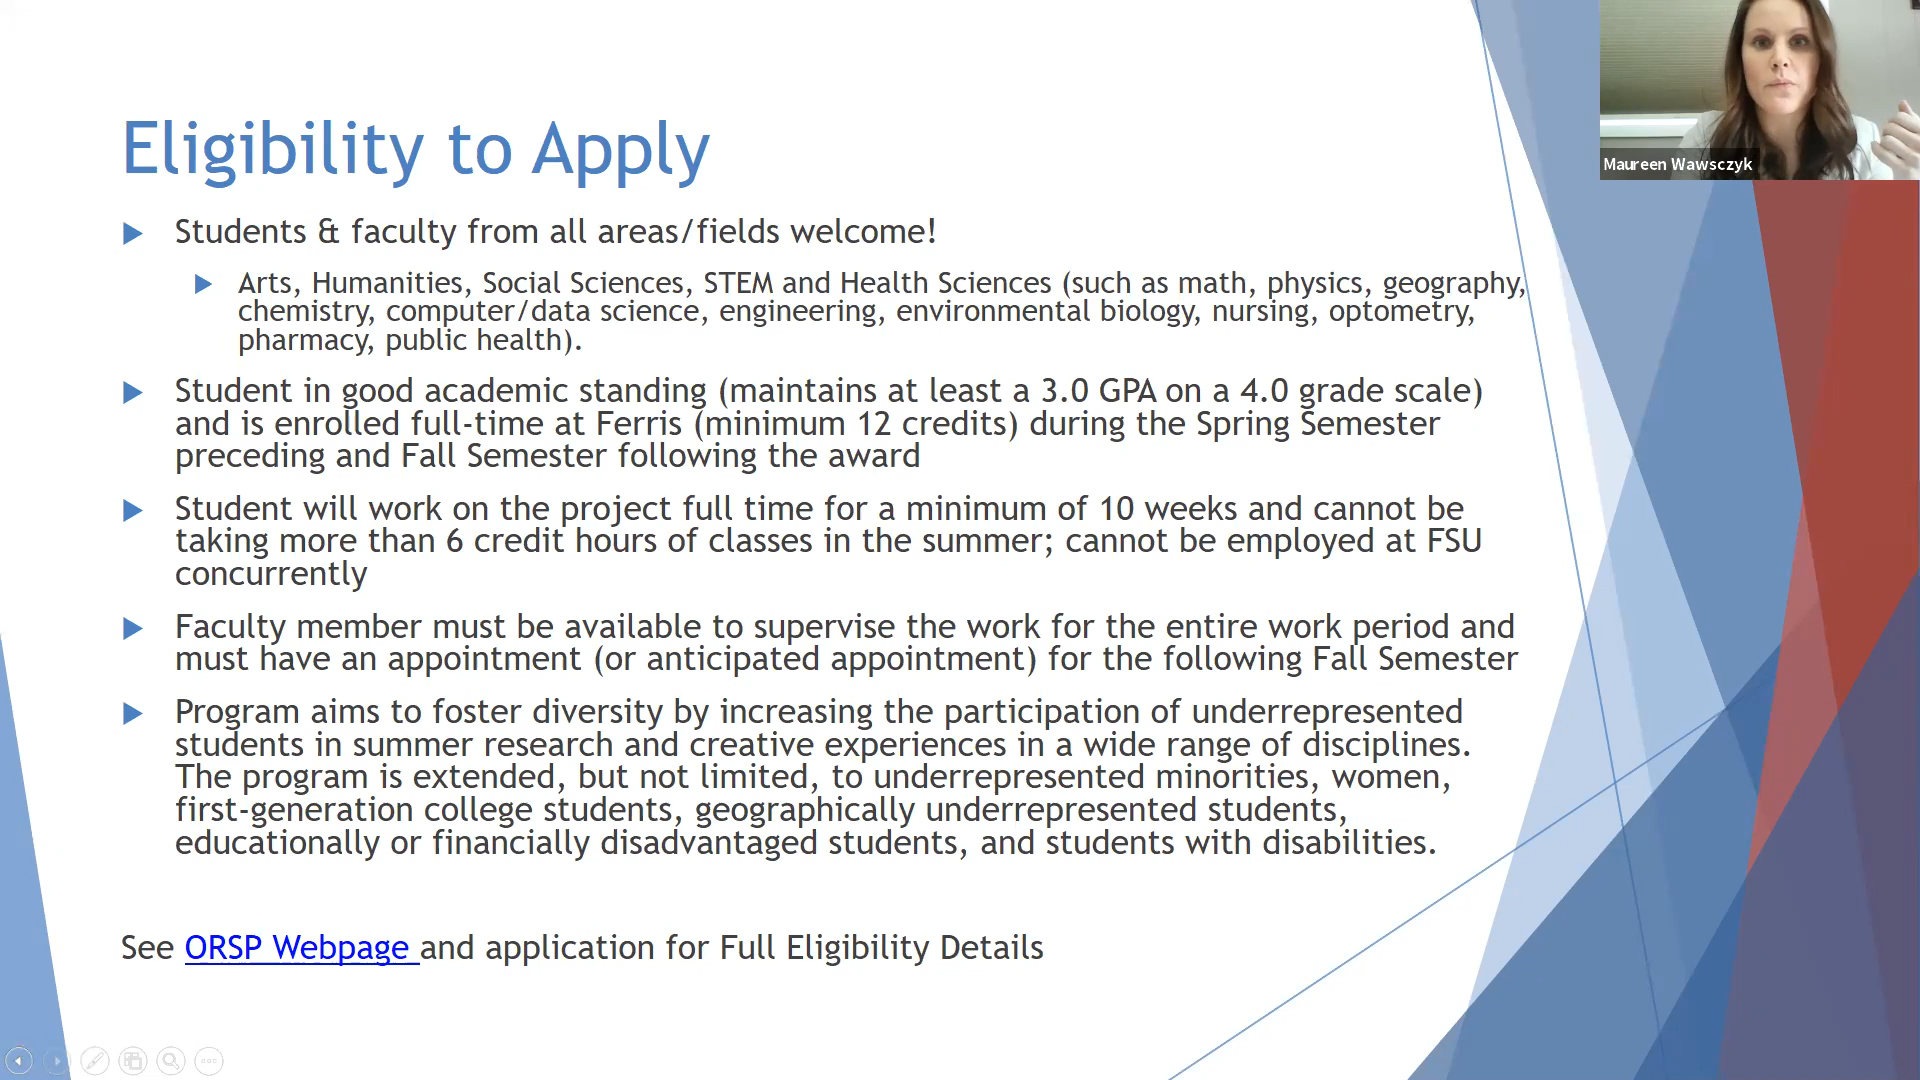 Maureen Wawsczyk
Eligibility to Apply
Students & faculty from all areas/fields welcome!
Arts, Humanities, Social Sciences, STEM and Health Sciences (such as math, physics, geography,
chemistry, computer/data science, engineering, environmental biology, nursing, optometry,
pharmacy, public health).
Student in good academic standing (maintains at least a 3.0 GPA on a 4.0 grade scale)
and is enrolled full-time at Ferris (minimum 12 credits) during the Spring Semester
preceding and Fall Semester following the award
Student will work on the project full time for a minimum of 10 weeks and cannot be
taking more than 6 credit hours of classes in the summer; cannot be employed at FSU
concurrently
Faculty member must be available to supervise the work for the entire work period and
must have an appointment (or anticipated appointment) for the following Fall Semester
Program aims to foster diversity by increasing the participation of underrepresented
students in summer research and creative experiences in a wide range of disciplines.
The program is extended, but not limited, to underrepresented minorities, women,
first-generation college students, geographically underrepresented students,
educationally or financially disadvantaged students, and students with disabilities.
See ORSP Webpage and application for Full Eligibility Details